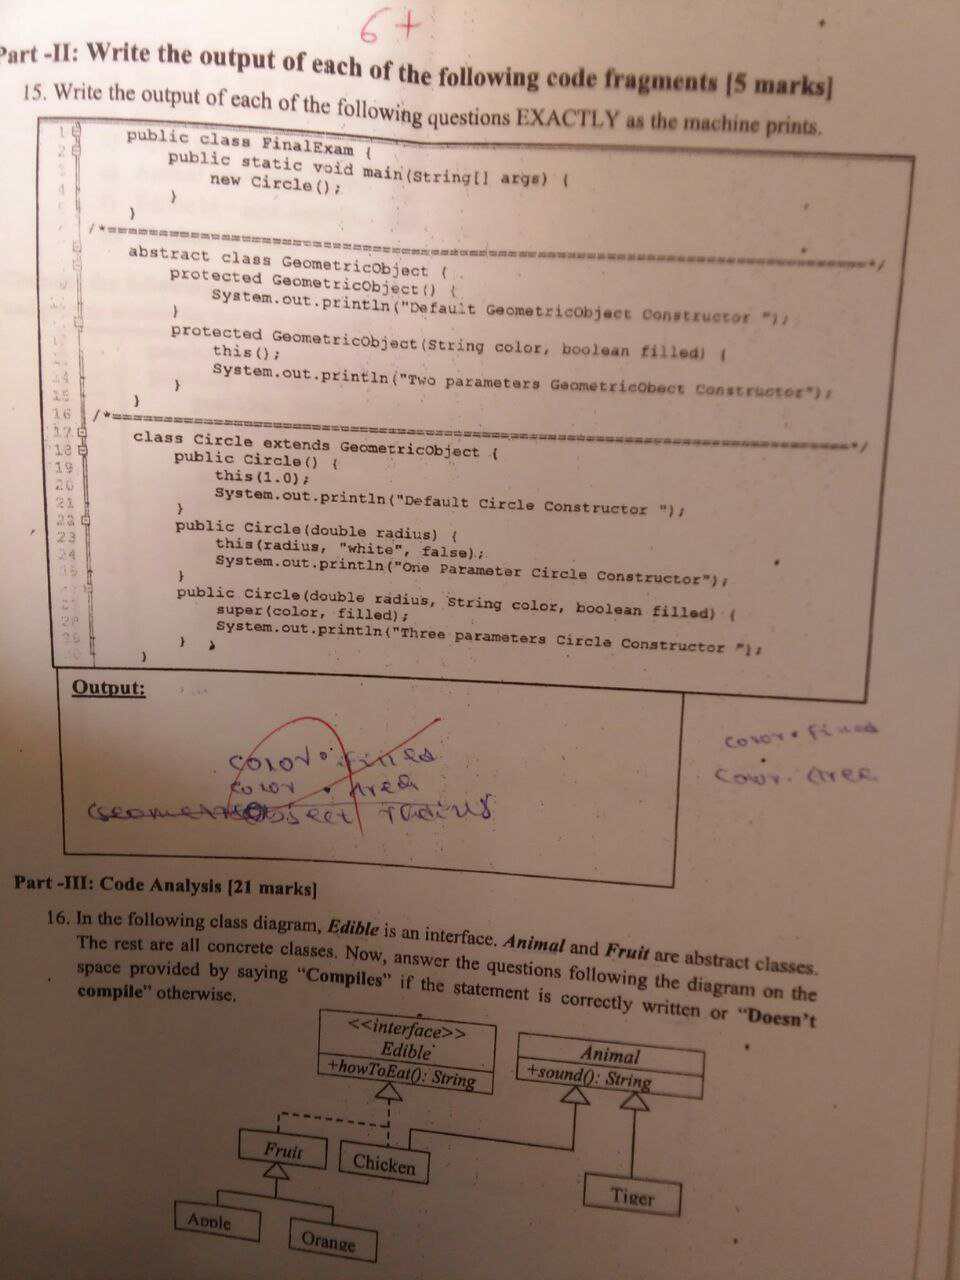 6+
Part -II: Write the output of each of the following code fragments [5 marks]
15. Write the output of each of the following questions EXACTLY as the machine prints.
1 public class FinalExam {
2 public static void main(String[] args) {
3 new Circle();
4 }
}
/*=====================================================================*/
abstract class GeometricObject {
protected GeometricObject() {
System.out.println("Default GeometricObject Constructor ");
}
protected GeometricObject(String color, boolean filled) {
this();
System.out.println("Two parameters GeometricObect Constructor");
14 }
15 }
16 /*=====================================================================*/
17 class Circle extends GeometricObject {
18 public Circle() {
19 this(1.0);
20 System.out.println("Default Circle Constructor ");
21 }
22 public Circle(double radius) {
23 this(radius, "white", false);
24 System.out.println("One Parameter Circle Constructor");
25 }
public Circle(double radius, String color, boolean filled) {
super(color, filled);
28 System.out.println("Three parameters Circle Constructor ");
29 }
30 }
Output:
color. filled
color . Area
Geometric Object radius
color. filled
color. Area
Part -III: Code Analysis [21 marks]
16. In the following class diagram, Edible is an interface. Animal and Fruit are abstract classes.
The rest are all concrete classes. Now, answer the questions following the diagram on the
space provided by saying “Compiles” if the statement is correctly written or “Doesn’t
compile” otherwise.
<<interface>>
Edible
+howToEat(): String
Animal
+sound(): String
Fruit
Chicken
Tiger
Apple
Orange